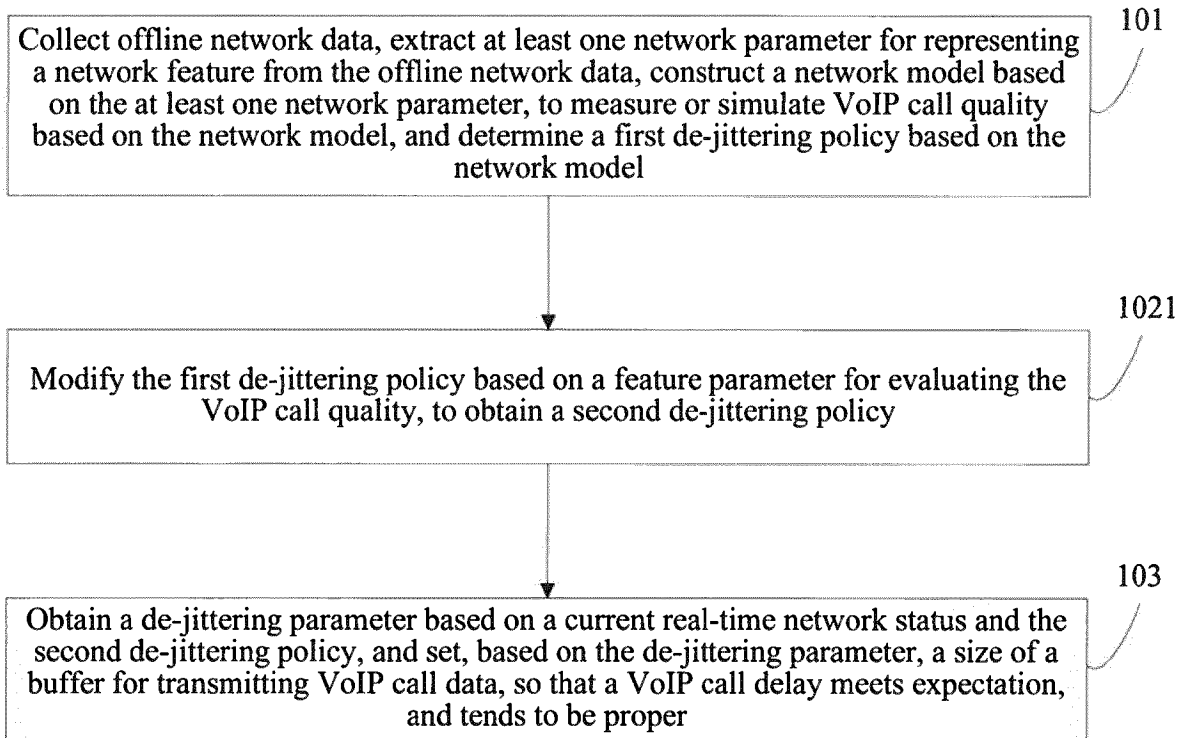 101
Collect offline network data, extract at least one network parameter for representing
a network feature from the offline network data, construct a network model based
on the at least one network parameter, to measure or simulate VoIP call quality
based on the network model, and determine a first de-jittering policy based on the
network model
1021
Modify the first de-jittering policy based on a feature parameter for evaluating the
VoIP call quality, to obtain a second de-jittering policy
103
Obtain a de-jittering parameter based on a current real-time network status and the
second de-jittering policy, and set, based on the de-jittering parameter, a size of a
buffer for transmitting VoIP call data, so that a VoIP call delay meets expectation,
and tends to be proper